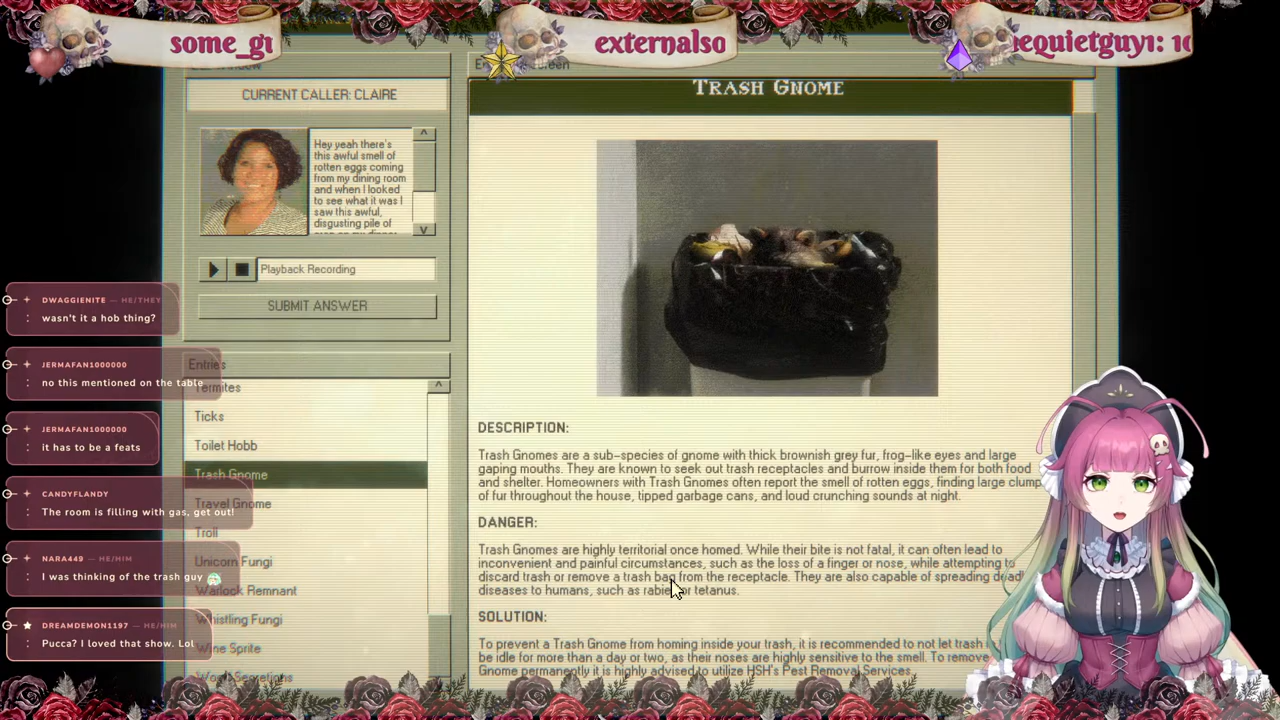 some_gi
externalso
equietguy1: 10
CURRENT CALLER: CLAIRE
Hey yeah there's
this awful smell of
rotten eggs coming
from my dining room
and when I looked
to see what it was I
saw this awful,
disgusting pile of
Playback Recording
SUBMIT ANSWER
Entries
Termites
Ticks
Toilet Hobb
Trash Gnome
Travel Gnome
Troll
Unicorn Fungi
Warlock Remnant
Whistling Fungi
Wine Sprite
TRASH GNOME
DESCRIPTION:
Trash Gnomes are a sub-species of gnome with thick brownish grey fur, frog-like eyes and large
gaping mouths. They are known to seek out trash receptacles and burrow inside them for both food
and shelter. Homeowners with Trash Gnomes often report the smell of rotten eggs, finding large clump
of fur throughout the house, tipped garbage cans, and loud crunching sounds at night.
DANGER:
Trash Gnomes are highly territorial once homed. While their bite is not fatal, it can often lead to
inconvenient and painful circumstances, such as the loss of a finger or nose, while attempting to
discard trash or remove a trash bag from the receptacle. They are also capable of spreading dead
diseases to humans, such as rabies or tetanus.
SOLUTION:
To prevent a Trash Gnome from homing inside your trash, it is recommended to not let trash
be idle for more than a day or two, as their noses are highly sensitive to the smell. To remove
Gnome permanently it is highly advised to utilize HSH's Pest Removal Services.
DWAGGIENITE — HE/THEY
wasn't it a hob thing?
JERMAFAN1000000
no this mentioned on the table
JERMAFAN1000000
it has to be a feats
CANDYFLANDY
The room is filling with gas, get out!
NARA449 — HE/HIM
I was thinking of the trash guy
DREAMDEMON1197 — HE/HIM
Pucca? I loved that show. Lol